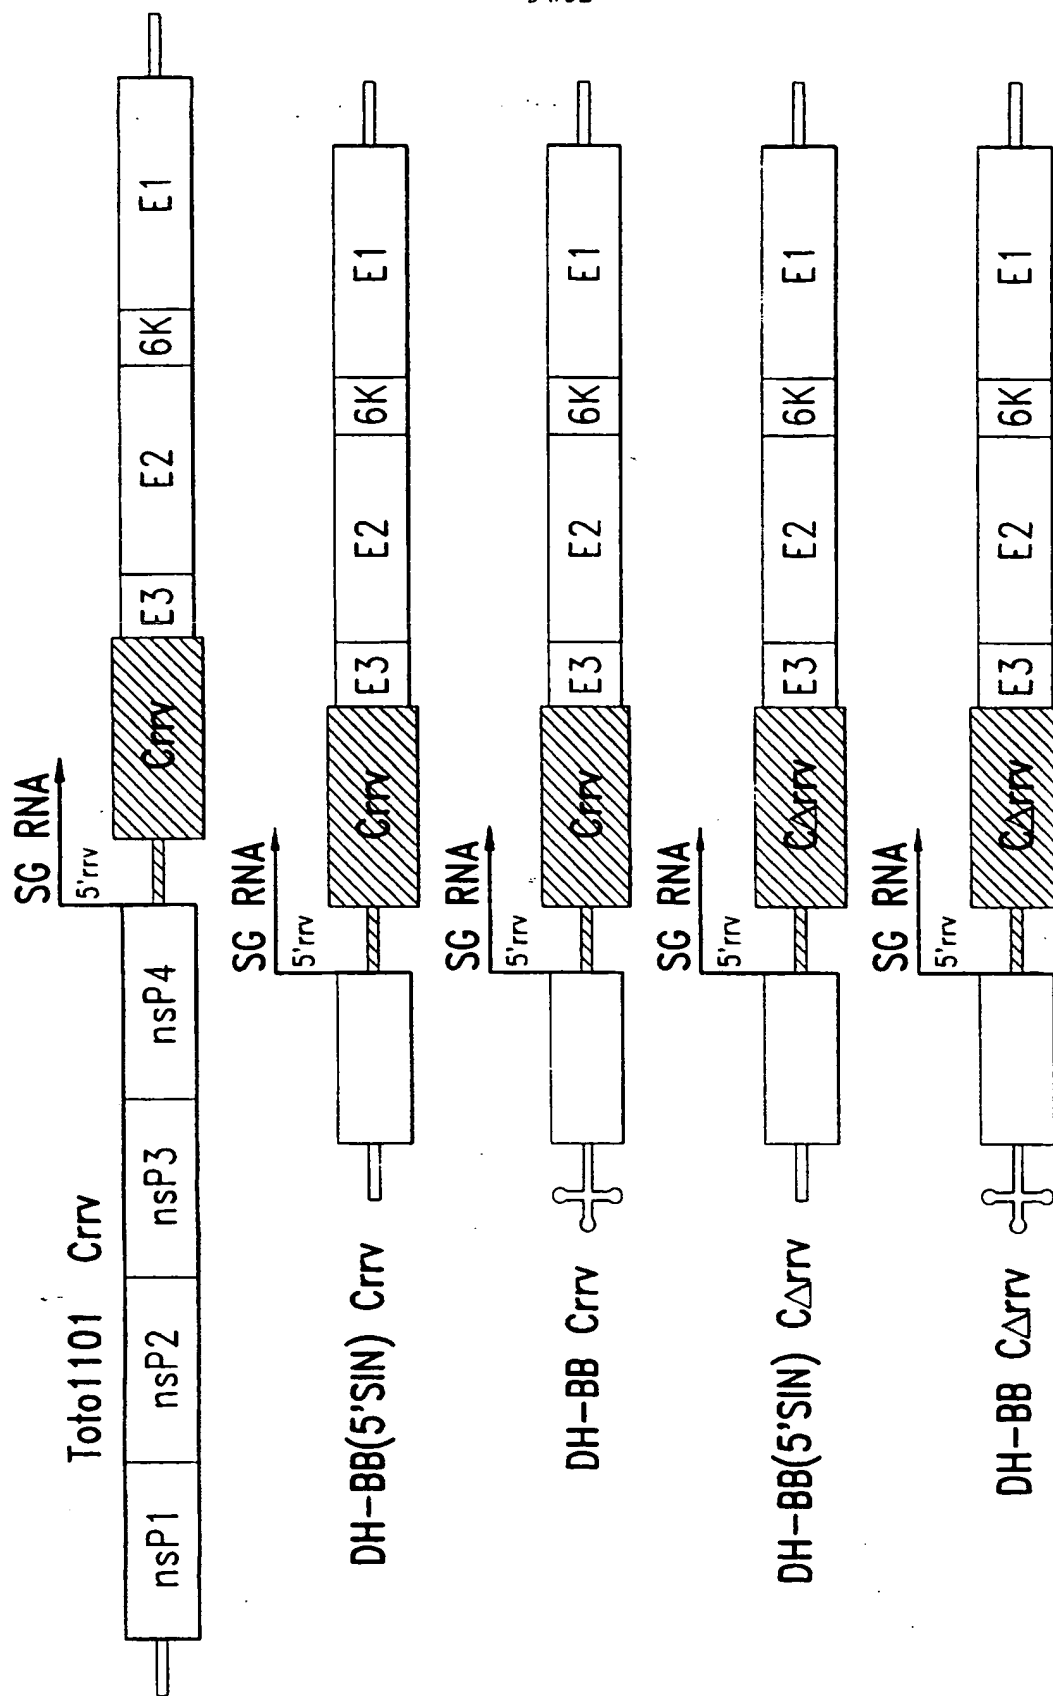 Toto1101 Crrv
SG RNA
5'rrv
nsP1 nsP2 nsP3 nsP4 Crrv E3 E2 6K E1
SG RNA
5'rrv
DH-BB(5'SIN) Crrv Crrv E3 E2 6K E1
SG RNA
5'rrv
DH-BB Crrv Crrv E3 E2 6K E1
SG RNA
5'rrv
DH-BB(5'SIN) CΔrrv CΔrrv E3 E2 6K E1
SG RNA
5'rrv
DH-BB CΔrrv CΔrrv E3 E2 6K E1